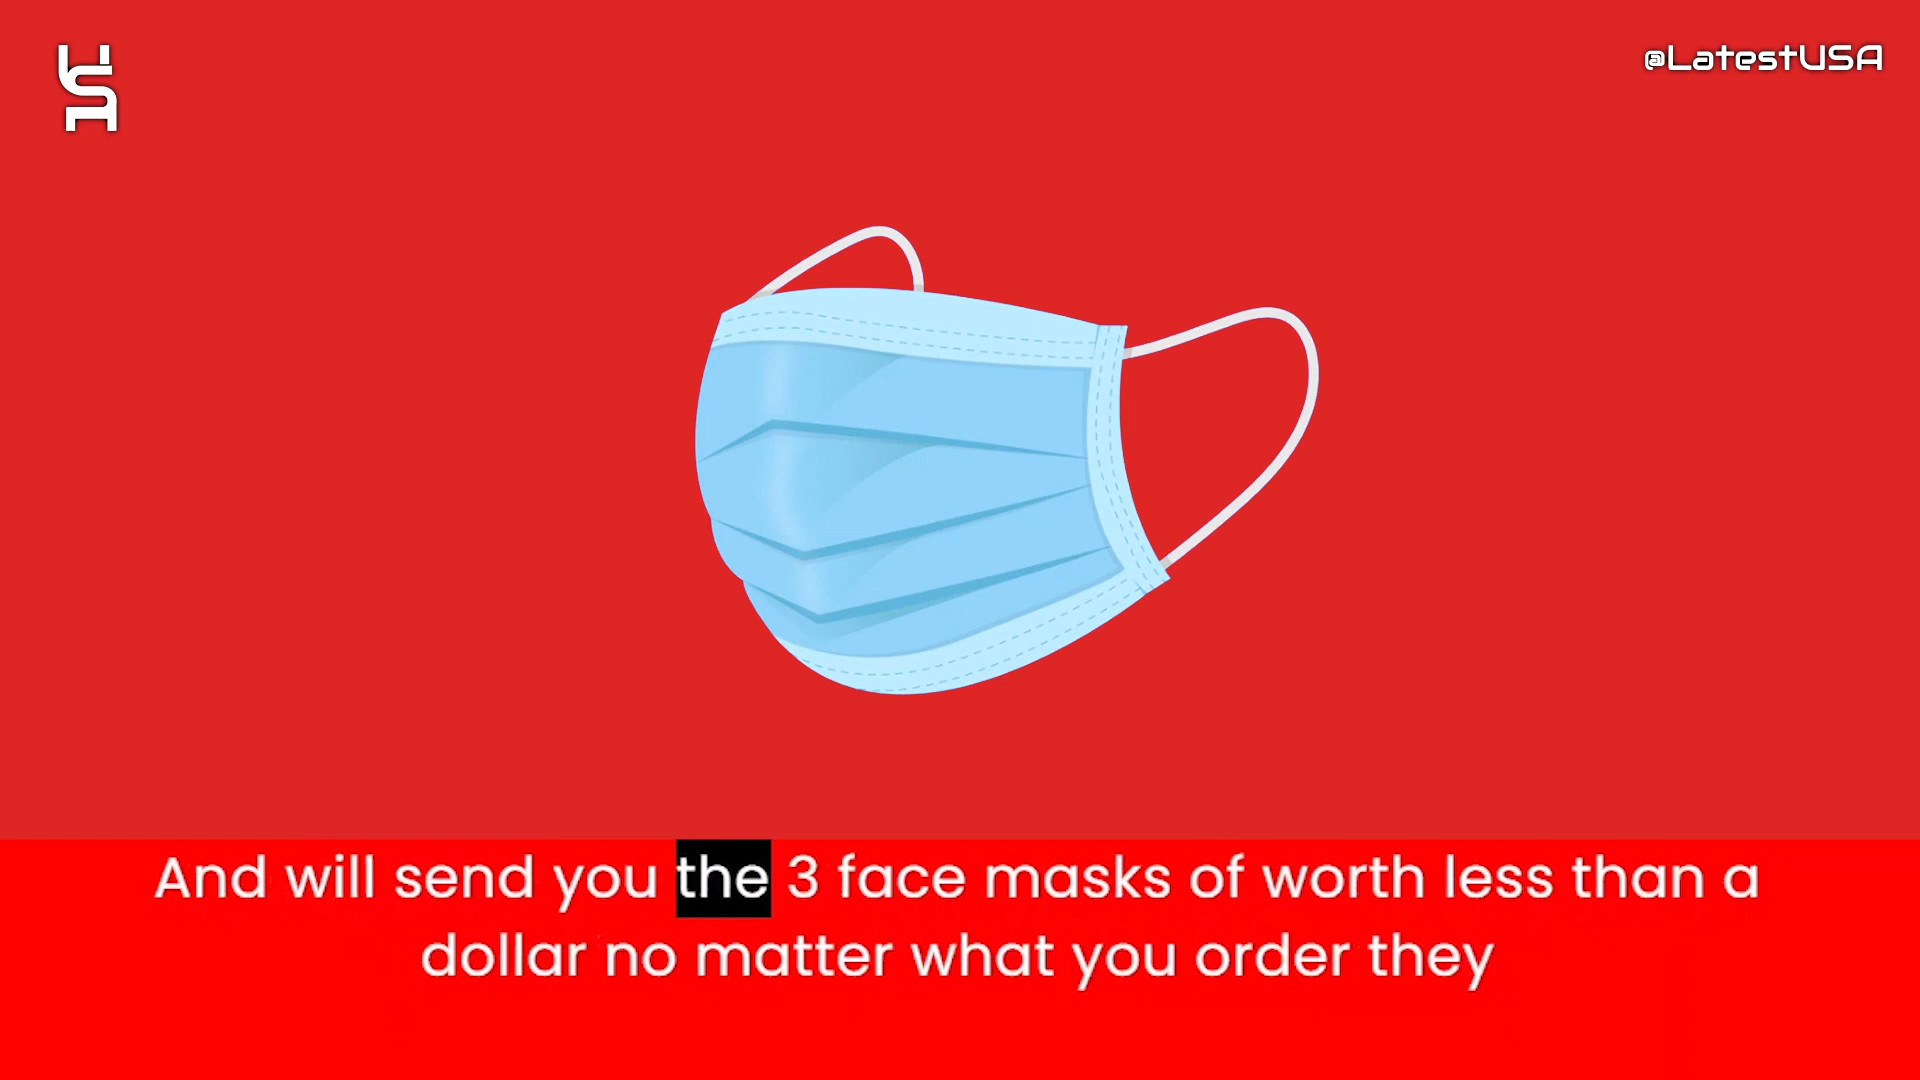 USA
@LatestUSA
And will send you the 3 face masks of worth less than a
dollar no matter what you order they